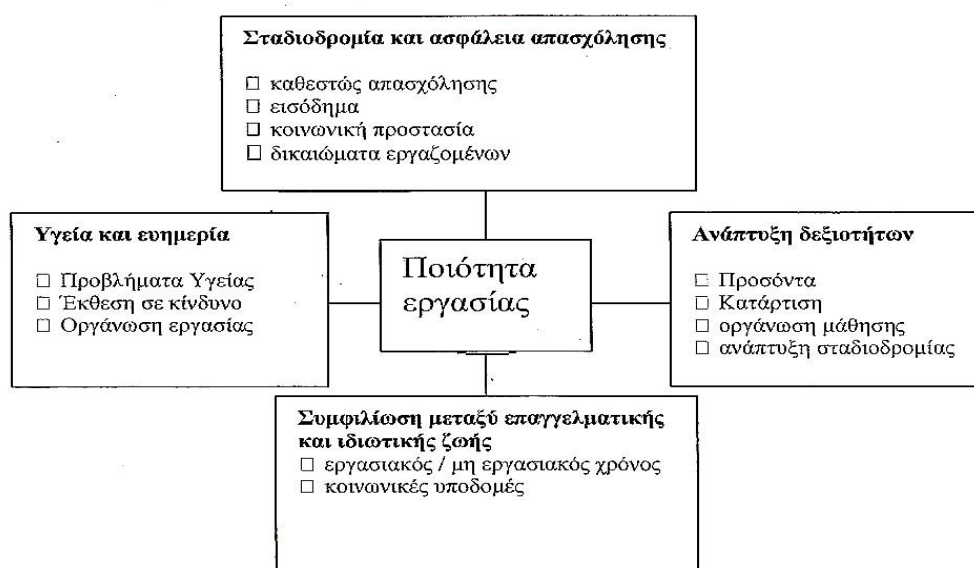 Σταδιοδρομία και ασφάλεια απασχόλησης
□ καθεστώς απασχόλησης
□ εισόδημα
□ κοινωνική προστασία
□ δικαιώματα εργαζομένων
Υγεία και ευημερία
□ Προβλήματα Υγείας
□ Έκθεση σε κίνδυνο
□ Οργάνωση εργασίας
Ποιότητα
εργασίας
Ανάπτυξη δεξιοτήτων
□ Προσόντα
□ Κατάρτιση
□ οργάνωση μάθησης
□ ανάπτυξη σταδιοδρομίας
Συμφιλίωση μεταξύ επαγγελματικής
και ιδιωτικής ζωής
□ εργασιακός / μη εργασιακός χρόνος
□ κοινωνικές υποδομές